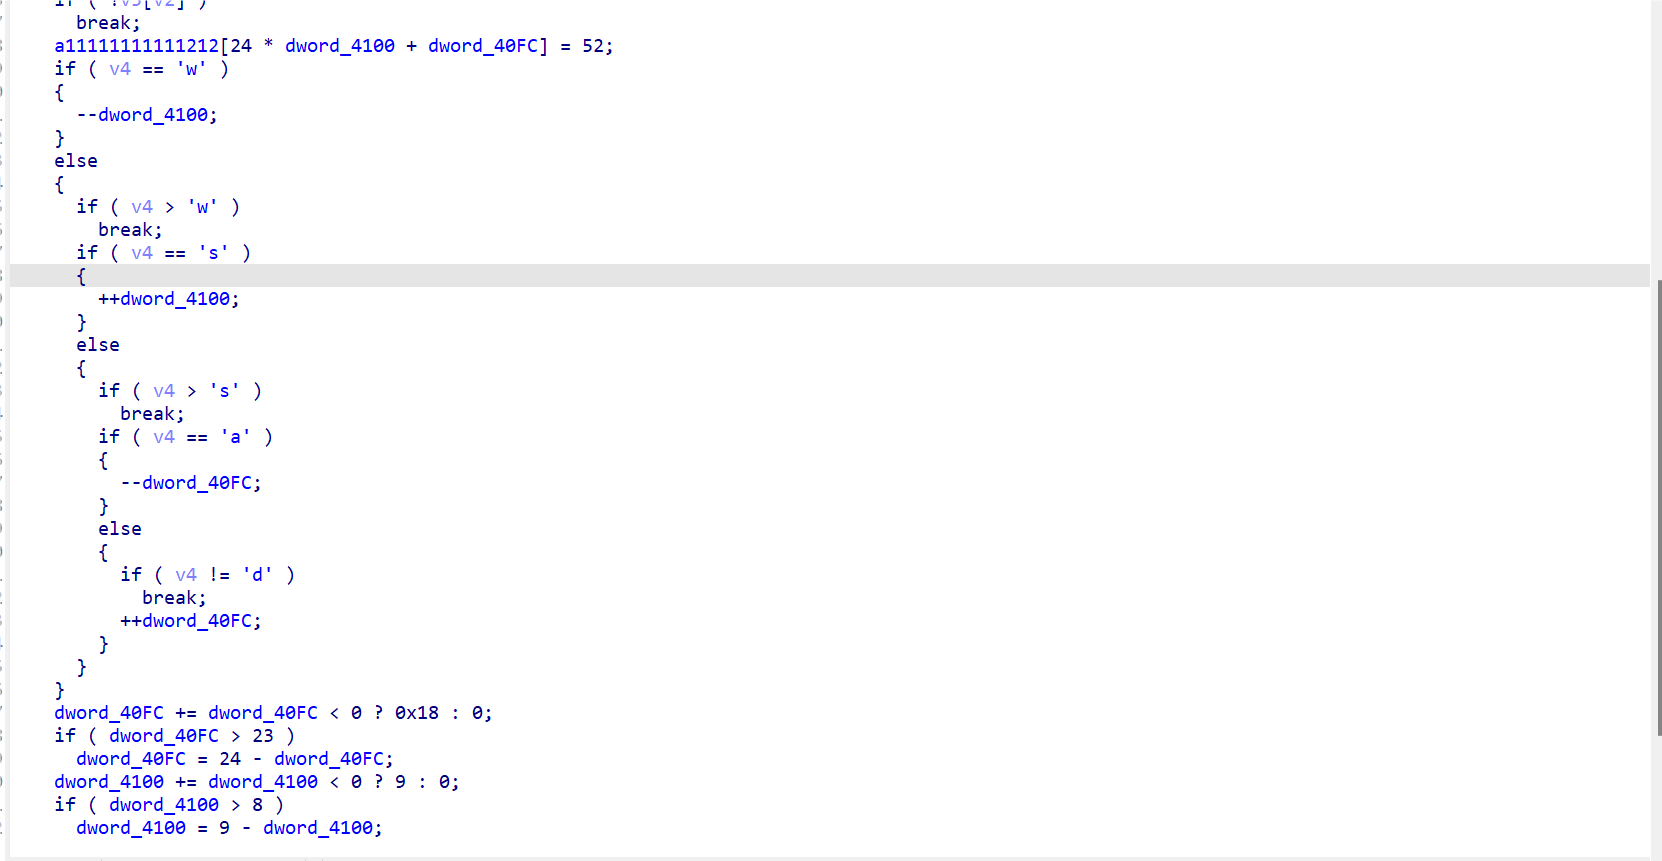 if ( !v3[v2] )
break;
a11111111111212[24 * dword_4100 + dword_40FC] = 52;
if ( v4 == 'w' )
{
--dword_4100;
}
else
{
if ( v4 > 'w' )
break;
if ( v4 == 's' )
{
++dword_4100;
}
else
{
if ( v4 > 's' )
break;
if ( v4 == 'a' )
{
--dword_40FC;
}
else
{
if ( v4 != 'd' )
break;
++dword_40FC;
}
}
}
dword_40FC += dword_40FC < 0 ? 0x18 : 0;
if ( dword_40FC > 23 )
dword_40FC = 24 - dword_40FC;
dword_4100 += dword_4100 < 0 ? 9 : 0;
if ( dword_4100 > 8 )
dword_4100 = 9 - dword_4100;